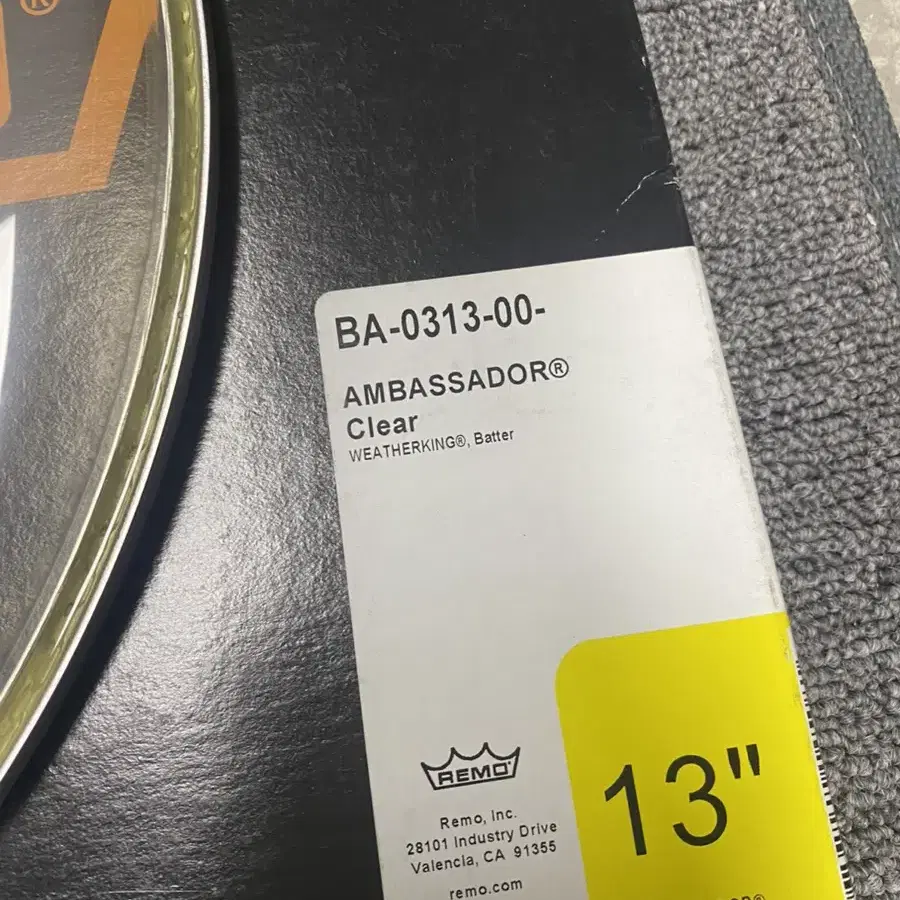 ®
BA-0313-00-
AMBASSADOR®
Clear
WEATHERKING®, Batter
REMO
Remo, Inc.
28101 Industry Drive
Valencia, CA 91355
remo.com
13"